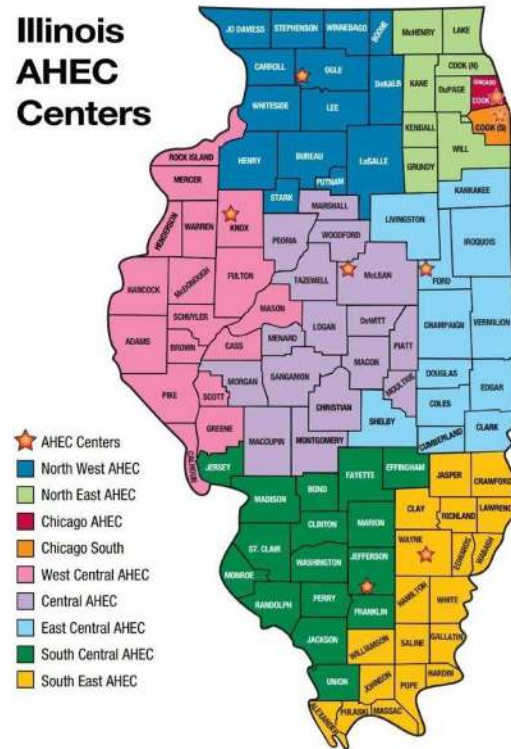 Illinois
AHEC
Centers
JO DAVIESS
STEPHENSON
WINNEBAGO
BOONE
McHENRY
LAKE
CARROLL
OGLE
DeKALB
KANE
COOK (N)
DuPAGE
CHICAGO
COOK
WHITESIDE
LEE
KENDALL
COOK (S)
WILL
ROCK ISLAND
HENRY
BUREAU
PUTNAM
LaSALLE
GRUNDY
KANKAKEE
MERCER
STARK
MARSHALL
LIVINGSTON
HENDERSON
WARREN
KNOX
PEORIA
WOODFORD
IROQUOIS
HANCOCK
McDONOUGH
FULTON
TAZEWELL
McLEAN
FORD
SCHUYLER
MASON
LOGAN
DeWITT
CHAMPAIGN
VERMILION
ADAMS
BROWN
CASS
MENARD
PIATT
MACON
MORGAN
SANGAMON
DOUGLAS
PIKE
SCOTT
CHRISTIAN
MOULTRIE
EDGAR
COLES
GREENE
SHELBY
CALHOUN
MACOUPIN
MONTGOMERY
CUMBERLAND
CLARK
JERSEY
FAYETTE
EFFINGHAM
JASPER
CRAWFORD
MADISON
BOND
CLAY
RICHLAND
LAWRENCE
CLINTON
MARION
ST. CLAIR
WAYNE
EDWARDS
WABASH
WASHINGTON
JEFFERSON
MONROE
RANDOLPH
PERRY
HAMILTON
WHITE
FRANKLIN
JACKSON
WILLIAMSON
SALINE
GALLATIN
UNION
JOHNSON
POPE
HARDIN
ALEXANDER
PULASKI
MASSAC
AHEC Centers
North West AHEC
North East AHEC
Chicago AHEC
Chicago South
West Central AHEC
Central AHEC
East Central AHEC
South Central AHEC
South East AHEC